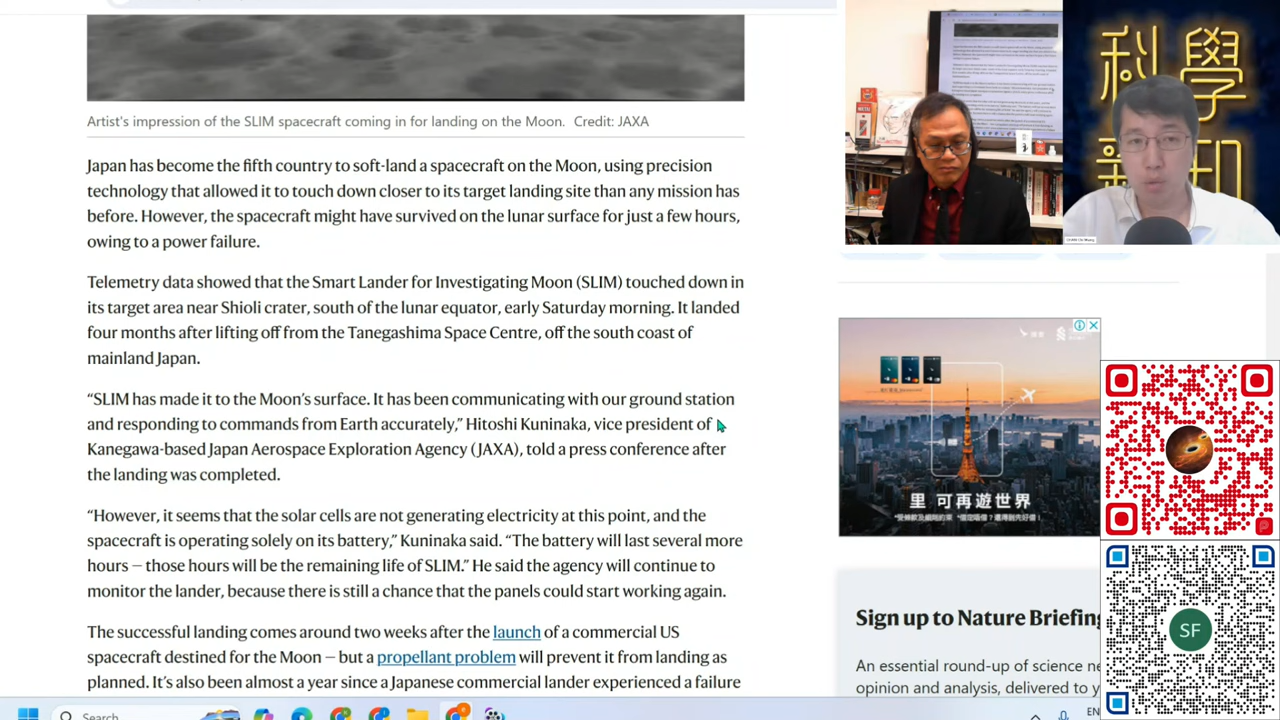 Artist's impression of the SLIM coming in for landing on the Moon. Credit: JAXA
Japan has become the fifth country to soft-land a spacecraft on the Moon, using precision
technology that allowed it to touch down closer to its target landing site than any mission has
before. However, the spacecraft might have survived on the lunar surface for just a few hours,
owing to a power failure.
Telemetry data showed that the Smart Lander for Investigating Moon (SLIM) touched down in
its target area near Shioli crater, south of the lunar equator, early Saturday morning. It landed
four months after lifting off from the Tanegashima Space Centre, off the south coast of
mainland Japan.
“SLIM has made it to the Moon's surface. It has been communicating with our ground station
and responding to commands from Earth accurately,” Hitoshi Kuninaka, vice president of
Kanegawa-based Japan Aerospace Exploration Agency (JAXA), told a press conference after
the landing was completed.
“However, it seems that the solar cells are not generating electricity at this point, and the
spacecraft is operating solely on its battery,” Kuninaka said. “The battery will last several more
hours — those hours will be the remaining life of SLIM.” He said the agency will continue to
monitor the lander, because there is still a chance that the panels could start working again.
The successful landing comes around two weeks after the launch of a commercial US
spacecraft destined for the Moon — but a propellant problem will prevent it from landing as
planned. It's also been almost a year since a Japanese commercial lander experienced a failure
Search
科學
新知
里 可再遊世界
Sign up to Nature Briefing
An essential round-up of science ne
opinion and analysis, delivered to y
SF
EN